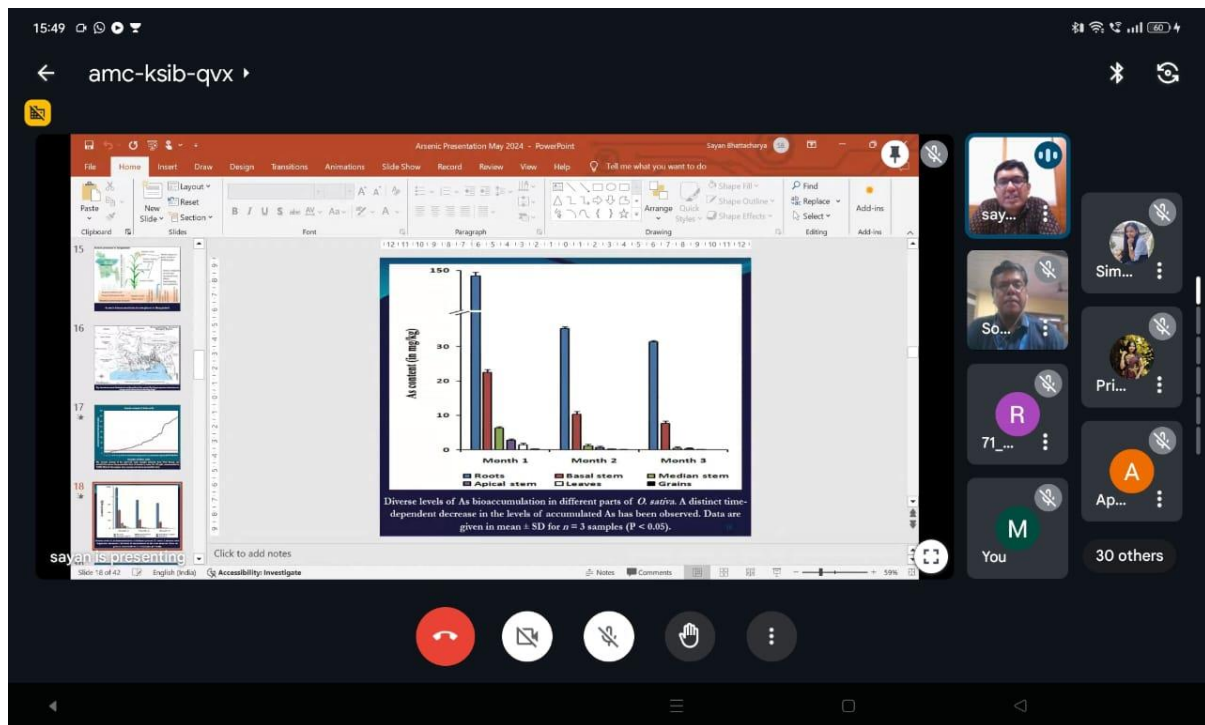 15:49
60
amc-ksib-qvx
Arsenic Presentation May 2024 - PowerPoint
Sayan Bhattacharya
SB
File Home Insert Draw Design Transitions Animations Slide Show Record Review View Help Tell me what you want to do
Paste
New Slide
Layout
Reset
Section
B I U S abc AV Aa A
Arrange
Quick Styles
Shape Fill
Shape Outline
Shape Effects
Find
Replace
Select
Add-ins
Clipboard Slides Font Paragraph Drawing Editing Add-ins
15
16
17
18
As content (in mg/kg)
150
30
20
10
0
Month 1 Month 2 Month 3
Roots Basal stem Median stem
Apical stem Leaves Grains
Diverse levels of As bioaccumulation in different parts of O. sativa. A distinct time-
dependent decrease in the levels of accumulated As has been observed. Data are
given in mean ± SD for n = 3 samples (P < 0.05).
Click to add notes
sayan is presenting
Slide 18 of 42 English (India) Accessibility: Investigate Notes Comments 59%
say...
So...
R
71_...
M
You
Sim...
Pri...
A
Ap...
30 others